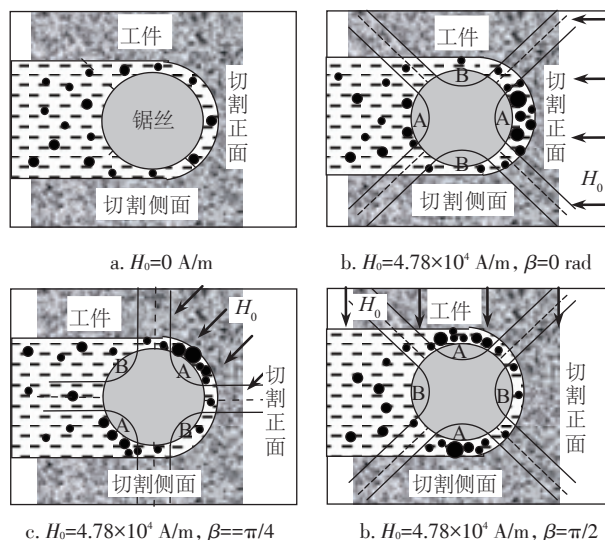 工件
锯丝
切割正面
切割侧面
a. H₀=0 A/m
工件
B
A
A
B
切割正面
H₀
切割侧面
b. H₀=4.78×10⁴ A/m, β=0 rad
工件
H₀
B
A
A
B
切割正面
切割侧面
c. H₀=4.78×10⁴ A/m, β==π/4
H₀
工件
A
B
B
A
切割正面
切割侧面
b. H₀=4.78×10⁴ A/m, β=π/2